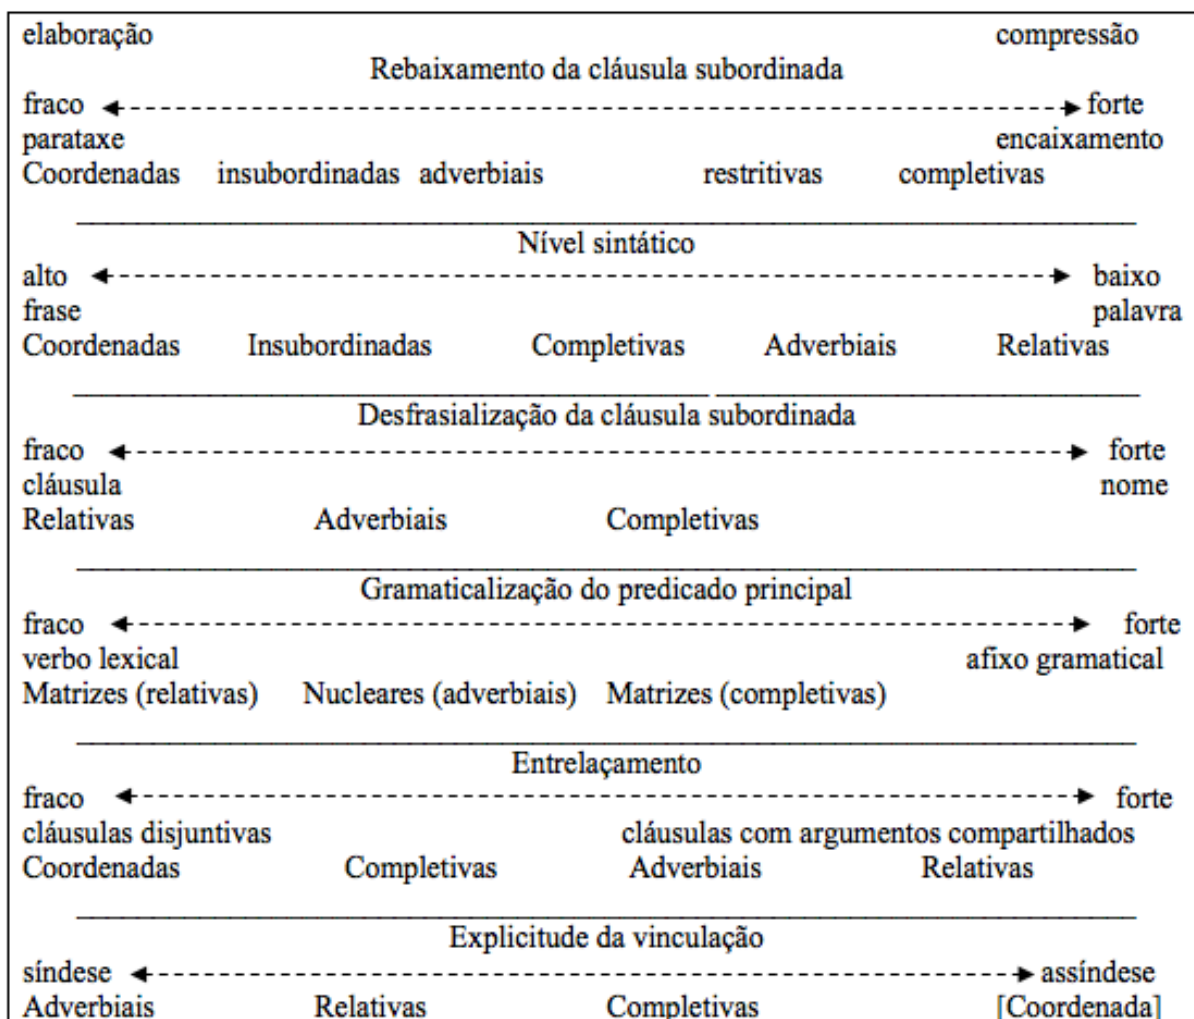 elaboração compressão
Rebaixamento da cláusula subordinada
fraco forte
parataxe encaixamento
Coordenadas insubordinadas adverbiais restritivas completivas
Nível sintático
alto baixo
frase palavra
Coordenadas Insubordinadas Completivas Adverbiais Relativas
Desfrasialização da cláusula subordinada
fraco forte
cláusula nome
Relativas Adverbiais Completivas
Gramaticalização do predicado principal
fraco forte
verbo lexical afixo gramatical
Matrizes (relativas) Nucleares (adverbiais) Matrizes (completivas)
Entrelaçamento
fraco forte
cláusulas disjuntivas cláusulas com argumentos compartilhados
Coordenadas Completivas Adverbiais Relativas
Explicitude da vinculação
síndese assíndese
Adverbiais Relativas Completivas [Coordenada]